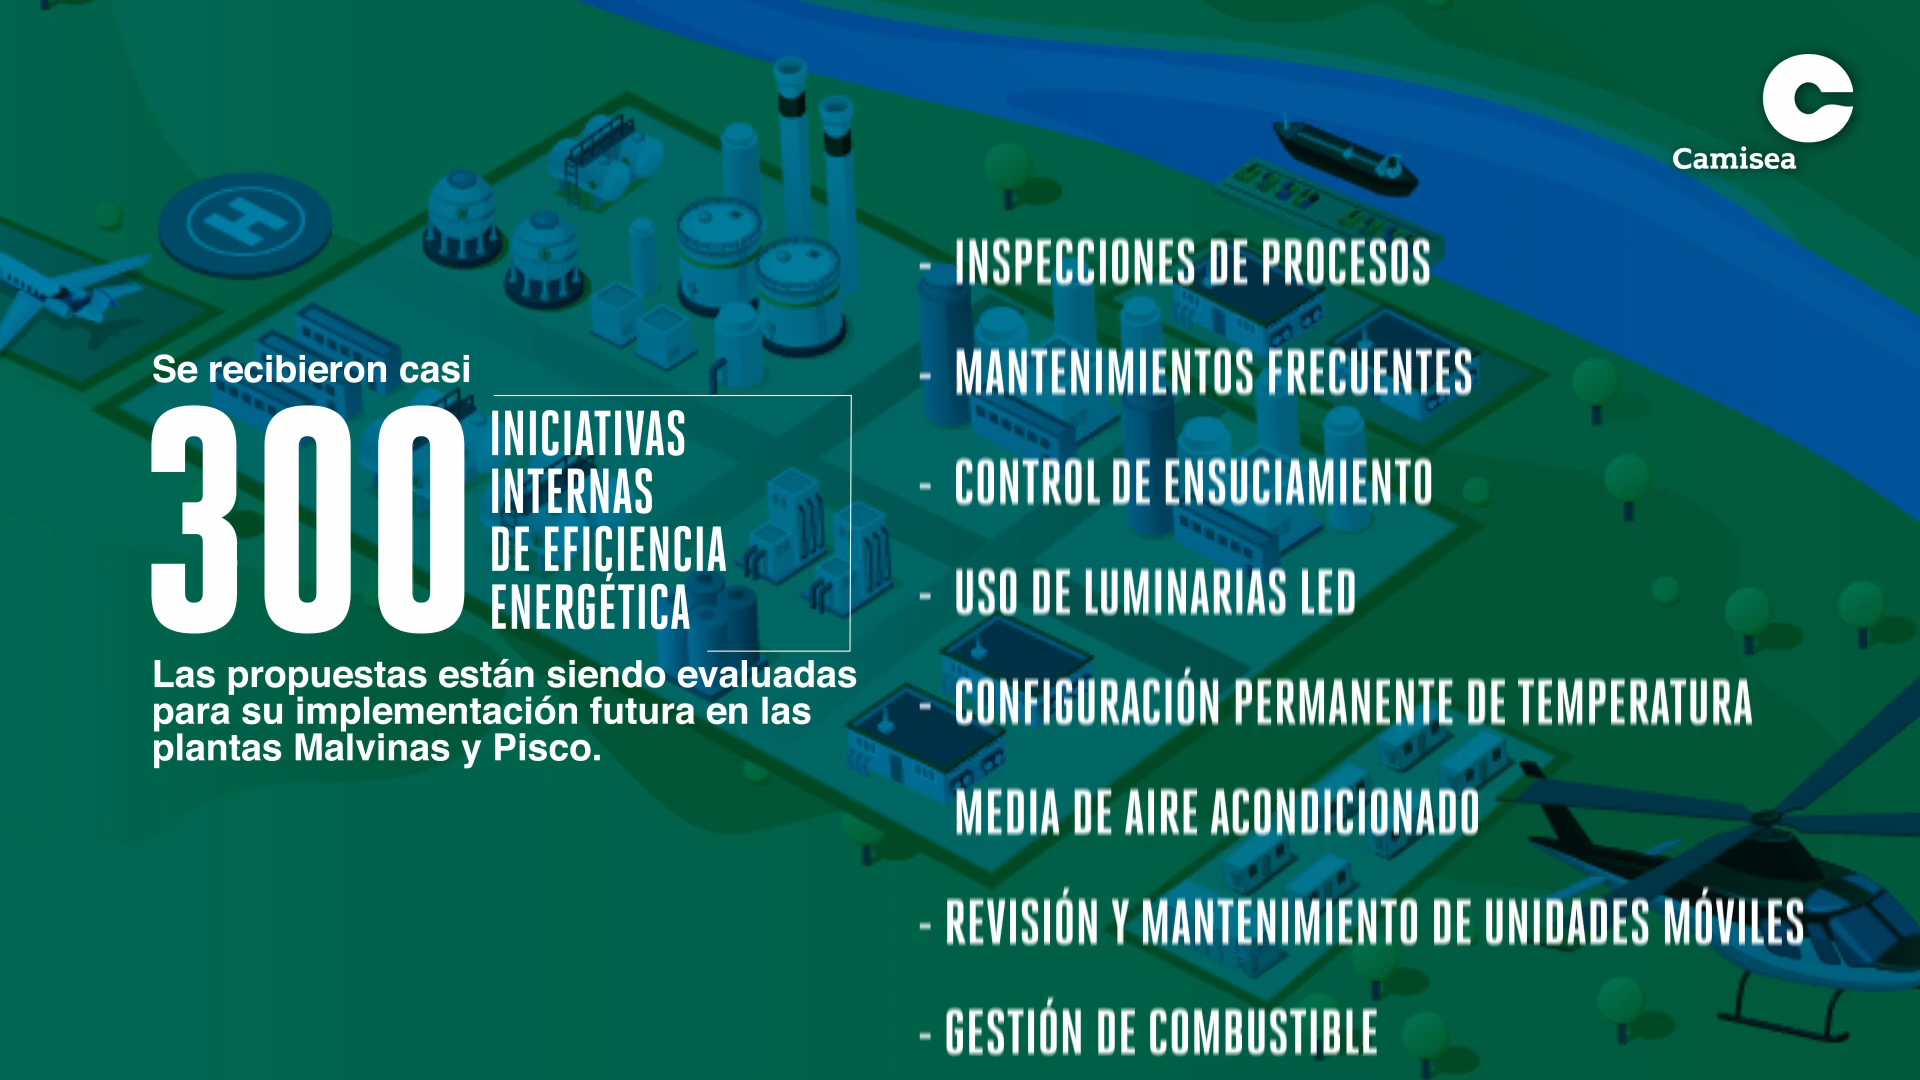 Camisea
Se recibieron casi
300
INICIATIVAS
INTERNAS
DE EFICIENCIA
ENERGÉTICA
Las propuestas están siendo evaluadas
para su implementación futura en las
plantas Malvinas y Pisco.
- INSPECCIONES DE PROCESOS
- MANTENIMIENTOS FRECUENTES
- CONTROL DE ENSUCIAMIENTO
- USO DE LUMINARIAS LED
- CONFIGURACIÓN PERMANENTE DE TEMPERATURA
MEDIA DE AIRE ACONDICIONADO
- REVISIÓN Y MANTENIMIENTO DE UNIDADES MÓVILES
- GESTIÓN DE COMBUSTIBLE
H